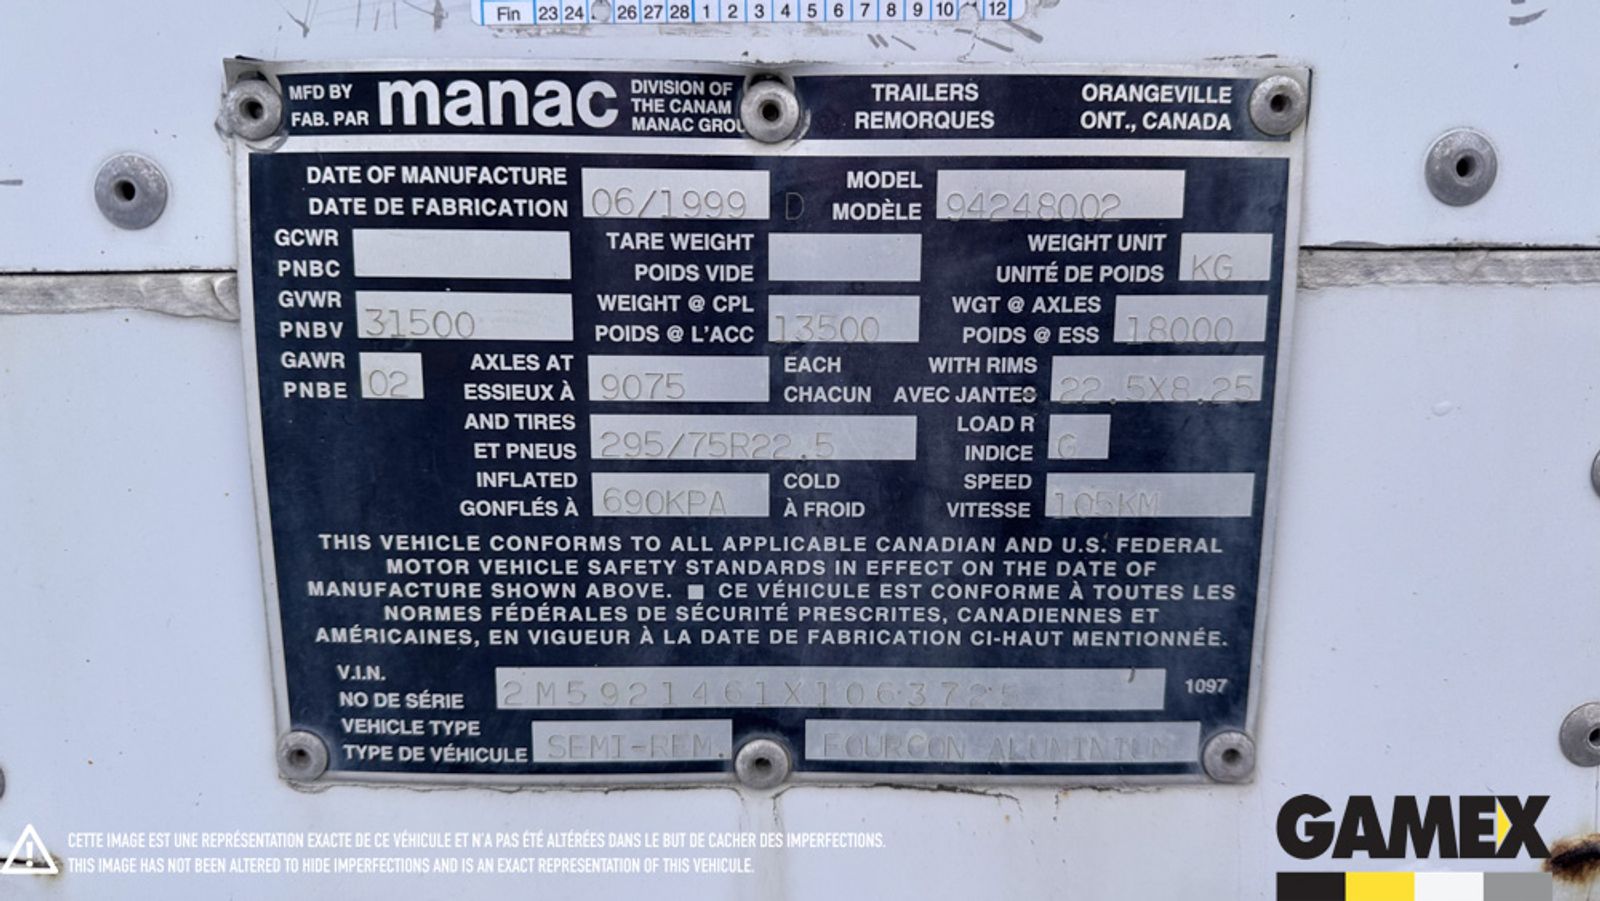 Fin 23 24 26 27 28 1 2 3 4 5 6 7 8 9 10 11 12
MFD BY manac DIVISION OF TRAILERS ORANGEVILLE
FAB. PAR THE CANAM REMORQUES ONT., CANADA
MANAC GROU
DATE OF MANUFACTURE 06/1999 D MODEL 94248002
DATE DE FABRICATION MODÈLE
GCWR TARE WEIGHT WEIGHT UNIT KG
PNBC POIDS VIDE UNITÉ DE POIDS
GVWR 31500 WEIGHT @ CPL 13500 WGT @ AXLES 18000
PNBV POIDS @ L'ACC POIDS @ ESS
GAWR 02 AXLES AT 9075 EACH WITH RIMS 22.5X8.25
PNBE ESSIEUX À CHACUN AVEC JANTES
AND TIRES 295/75R22.5 LOAD R G
ET PNEUS INDICE
INFLATED 690KPA COLD SPEED 105KM
GONFLÉS À À FROID VITESSE
THIS VEHICLE CONFORMS TO ALL APPLICABLE CANADIAN AND U.S. FEDERAL
MOTOR VEHICLE SAFETY STANDARDS IN EFFECT ON THE DATE OF
MANUFACTURE SHOWN ABOVE. ■ CE VÉHICULE EST CONFORME À TOUTES LES
NORMES FÉDÉRALES DE SÉCURITÉ PRESCRITES, CANADIENNES ET
AMÉRICAINES, EN VIGUEUR À LA DATE DE FABRICATION CI-HAUT MENTIONNÉE.
V.I.N. 2M5921461X1063725 1097
NO DE SÉRIE
VEHICLE TYPE SEMI-REM. FOURGON ALUMINIUM
TYPE DE VÉHICULE
CETTE IMAGE EST UNE REPRÉSENTATION EXACTE DE CE VÉHICULE ET N'A PAS ÉTÉ ALTÉRÉES DANS LE BUT DE CACHER DES IMPERFECTIONS.
THIS IMAGE HAS NOT BEEN ALTERED TO HIDE IMPERFECTIONS AND IS AN EXACT REPRESENTATION OF THIS VEHICLE.
GAMEX